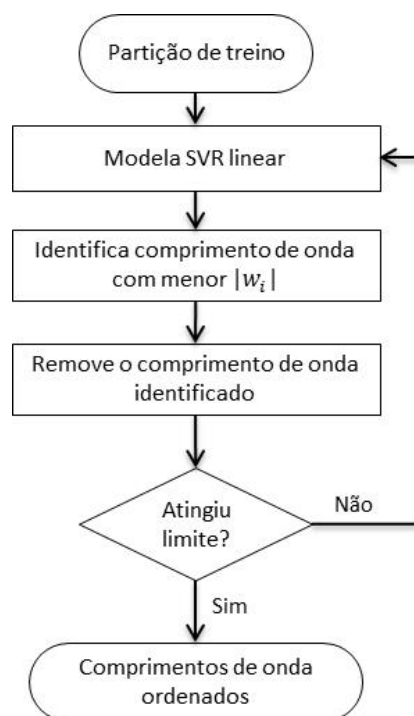 Partição de treino
Modela SVR linear
Identifica comprimento de onda
com menor |wᵢ|
Remove o comprimento de onda
identificado
Atingiu
limite?
Não
Sim
Comprimentos de onda
ordenados